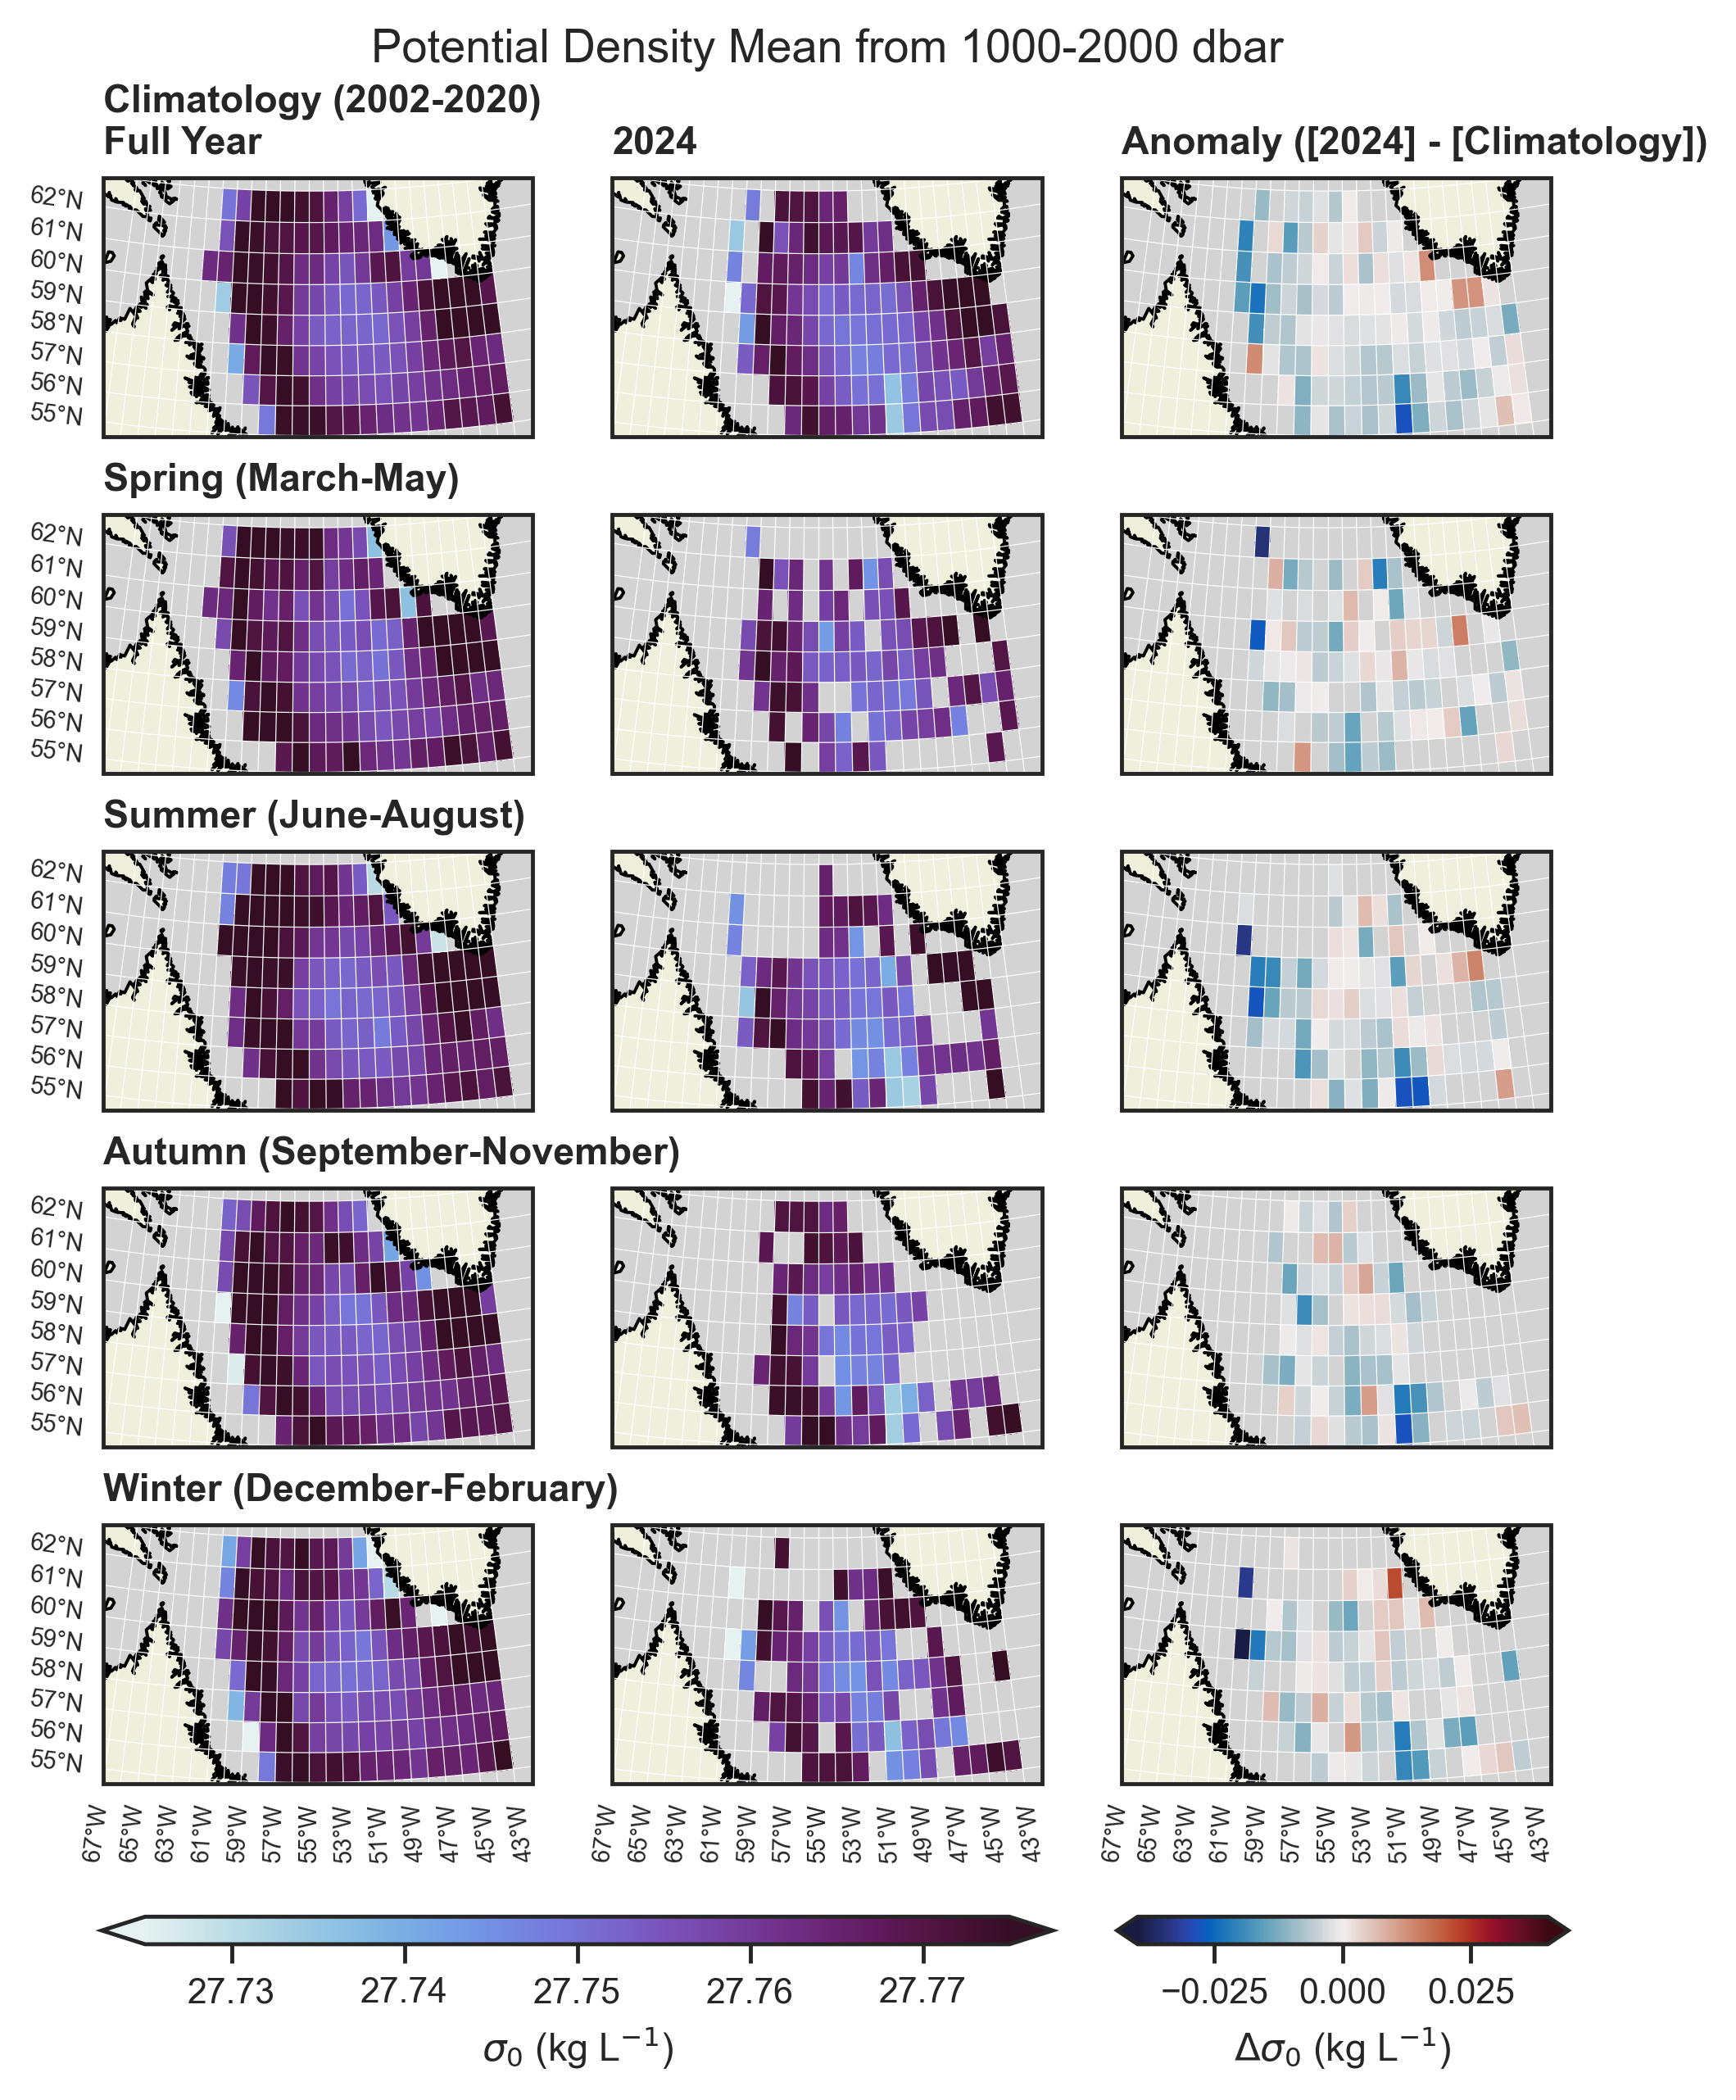 Potential Density Mean from 1000-2000 dbar
Climatology (2002-2020)
Full Year
2024
Anomaly ([2024] - [Climatology])
62°N
61°N
60°N
59°N
58°N
57°N
56°N
55°N
Spring (March-May)
62°N
61°N
60°N
59°N
58°N
57°N
56°N
55°N
Summer (June-August)
62°N
61°N
60°N
59°N
58°N
57°N
56°N
55°N
Autumn (September-November)
62°N
61°N
60°N
59°N
58°N
57°N
56°N
55°N
Winter (December-February)
62°N
61°N
60°N
59°N
58°N
57°N
56°N
55°N
67°W 65°W 63°W 61°W 59°W 57°W 55°W 53°W 51°W 49°W 47°W 45°W 43°W
67°W 65°W 63°W 61°W 59°W 57°W 55°W 53°W 51°W 49°W 47°W 45°W 43°W
67°W 65°W 63°W 61°W 59°W 57°W 55°W 53°W 51°W 49°W 47°W 45°W 43°W
27.73 27.74 27.75 27.76 27.77
σ₀ (kg L⁻¹)
−0.025 0.000 0.025
Δσ₀ (kg L⁻¹)